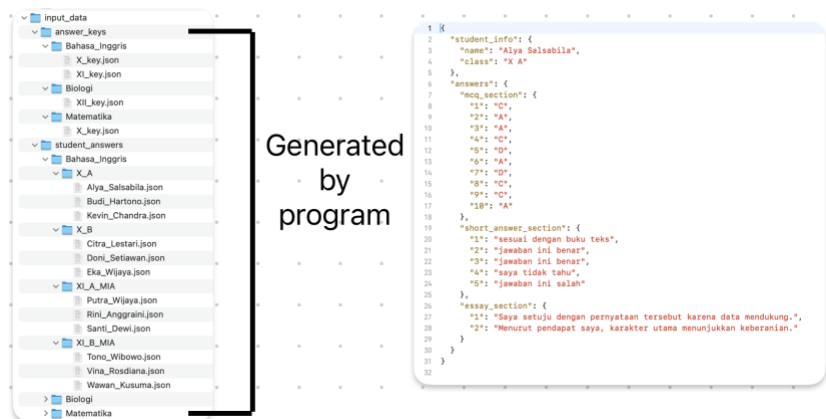 input_data
answer_keys
Bahasa_Inggris
X_key.json
XI_key.json
Biologi
XII_key.json
Matematika
X_key.json
student_answers
Bahasa_Inggris
X_A
Alya_Salsabila.json
Budi_Hartono.json
Kevin_Chandra.json
X_B
Citra_Lestari.json
Doni_Setiawan.json
Eka_Wijaya.json
XI_A_MIA
Putra_Wijaya.json
Rini_Anggraini.json
Santi_Dewi.json
XI_B_MIA
Tono_Wibowo.json
Vina_Rosdiana.json
Wawan_Kusuma.json
Biologi
Matematika
Generated
by
program
1 {
2 "student_info": {
3 "name": "Alya Salsabila",
4 "class": "X A"
5 },
6 "answers": {
7 "mcq_section": {
8 "1": "C",
9 "2": "A",
10 "3": "A",
11 "4": "C",
12 "5": "D",
13 "6": "A",
14 "7": "D",
15 "8": "C",
16 "9": "C",
17 "10": "A"
18 },
19 "short_answer_section": {
20 "1": "sesuai dengan buku teks",
21 "2": "jawaban ini benar",
22 "3": "jawaban ini benar",
23 "4": "saya tidak tahu",
24 "5": "jawaban ini salah"
25 },
26 "essay_section": {
27 "1": "Saya setuju dengan pernyataan tersebut karena data mendukung.",
28 "2": "Menurut pendapat saya, karakter utama menunjukkan keberanian."
29 }
30 }
31 }
32